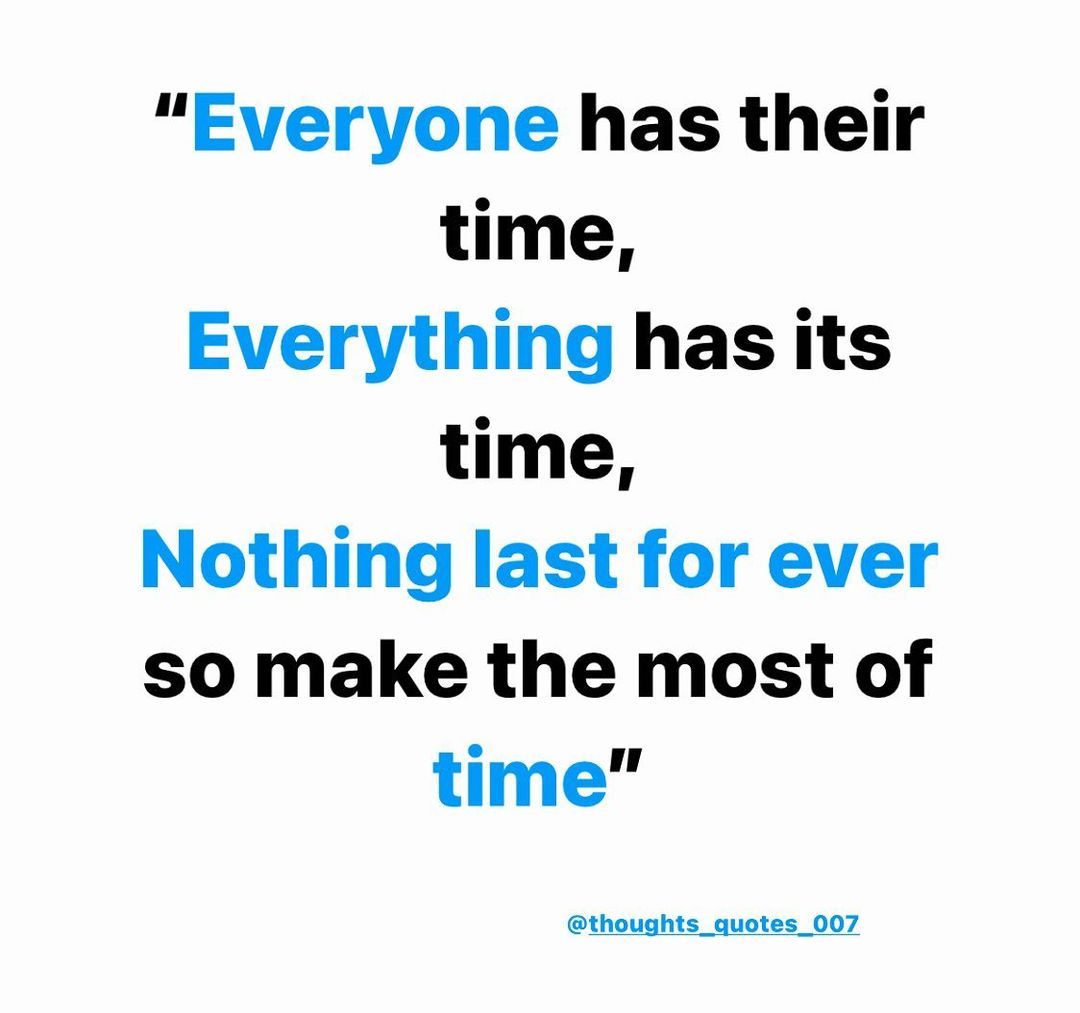 “Everyone has their
time,
Everything has its
time,
Nothing last for ever
so make the most of
time”
@thoughts_quotes_007